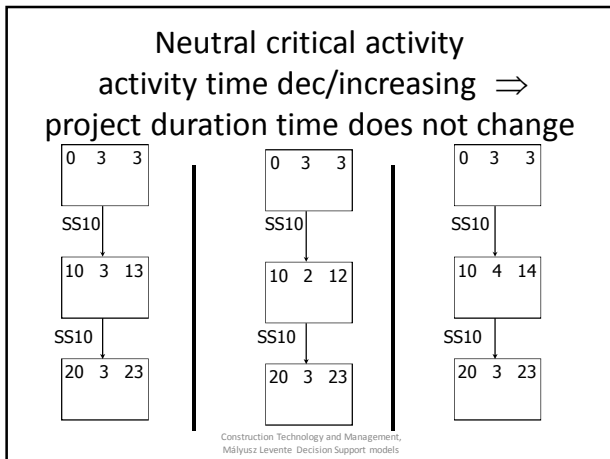 Neutral critical activity
activity time dec/increasing ⇒
project duration time does not change
0 3 3
SS10
10 3 13
SS10
20 3 23
0 3 3
SS10
10 2 12
SS10
20 3 23
0 3 3
SS10
10 4 14
SS10
20 3 23
Construction Technology and Management,
Mályusz Levente Decision Support models